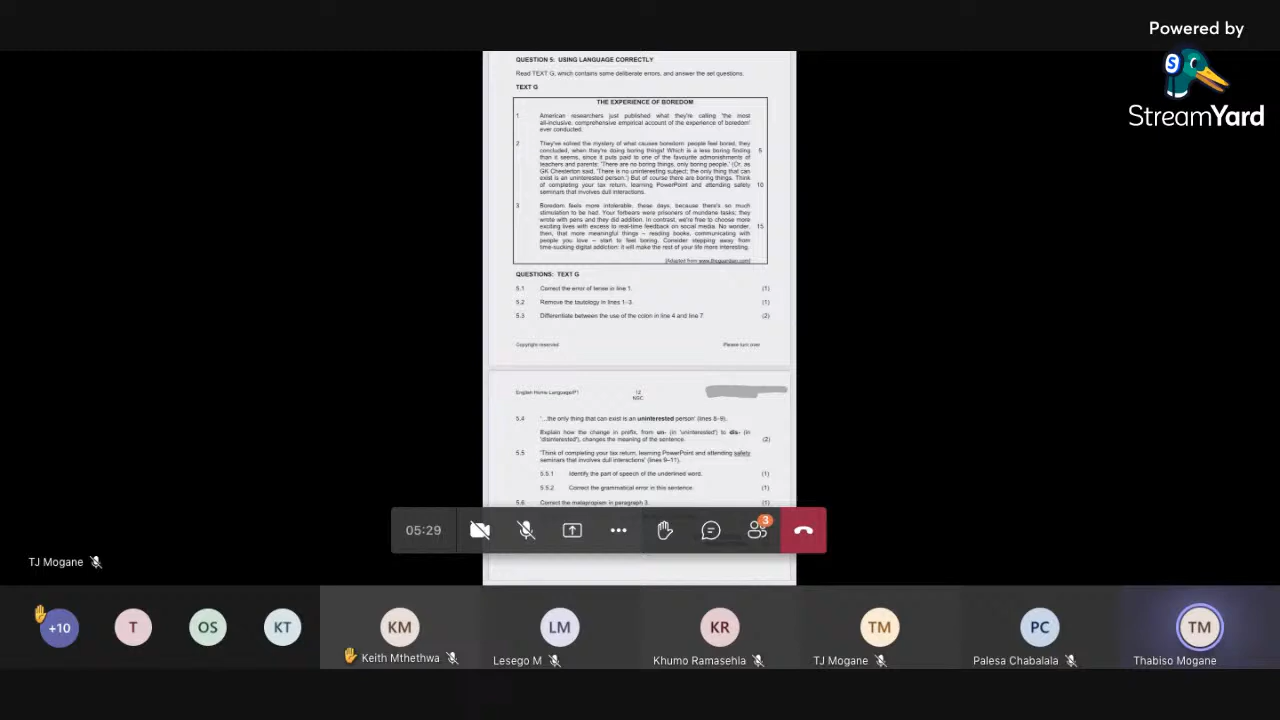 Powered by
StreamYard
QUESTION 5: USING LANGUAGE CORRECTLY
Read TEXT G, which contains some deliberate errors, and answer the set questions.
TEXT G
THE EXPERIENCE OF BOREDOM
1 American researchers just published what they're calling 'the most
all-inclusive, comprehensive empirical account of the experience of boredom'
ever conducted.
2 They've solved the mystery of what causes boredom: people feel bored, they
concluded, when they're doing boring things! Which is a less boring finding 5
than it seems, since it puts paid to one of the favourite admonishments of
teachers and parents: 'There are no boring things, only boring people.' (Or, as
GK Chesterton said, 'There is no uninteresting subject; the only thing that can
exist is an uninterested person.') But of course there are boring things. Think
of completing your tax return, learning PowerPoint and attending safety 10
seminars that involves dull interactions.
3 Boredom feels more intolerable, these days, because there's so much
stimulation to be had. Your forbears were prisoners of mundane tasks; they
wrote with pens and they did addition. In contrast, we're free to choose more
exciting lives with excess to real-time feedback on social media. No wonder, 15
then, that more meaningful things – reading books, communicating with
people you love – start to feel boring. Consider stepping away from
time-sucking digital addiction: it will make the rest of your life more interesting.
[Adapted from www.theguardian.com]
QUESTIONS: TEXT G
5.1 Correct the error of tense in line 1. (1)
5.2 Remove the tautology in lines 1–3. (1)
5.3 Differentiate between the use of the colon in line 4 and line 7. (2)
Copyright reserved Please turn over
English Home Language/P1 12
NSC
5.4 '…the only thing that can exist is an uninterested person' (lines 8–9).
Explain how the change in prefix, from un- (in 'uninterested') to dis- (in
'disinterested'), changes the meaning of the sentence. (2)
5.5 'Think of completing your tax return, learning PowerPoint and attending safety
seminars that involves dull interactions' (lines 9–11).
5.5.1 Identify the part of speech of the underlined word. (1)
5.5.2 Correct the grammatical error in this sentence. (1)
5.6 Correct the malapropism in paragraph 3. (1)
05:29
3
TJ Mogane
+10 T OS KT KM LM KR TM PC TM
Keith Mthethwa Lesego M Khumo Ramasehla TJ Mogane Palesa Chabalala Thabiso Mogane